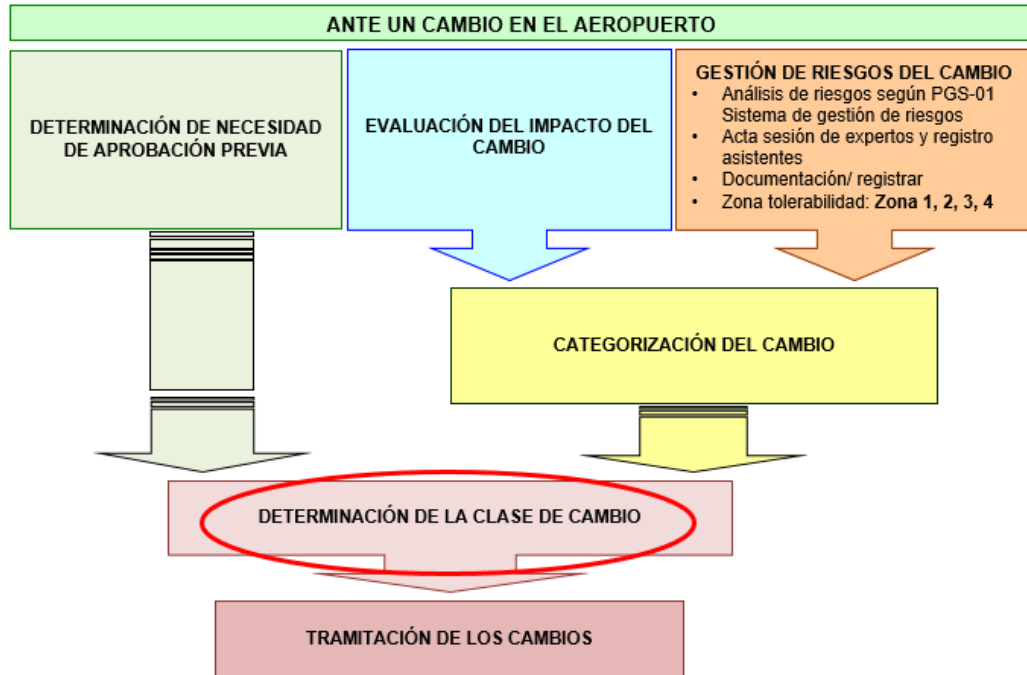 ANTE UN CAMBIO EN EL AEROPUERTO
DETERMINACIÓN DE NECESIDAD
DE APROBACIÓN PREVIA
EVALUACIÓN DEL IMPACTO DEL
CAMBIO
GESTIÓN DE RIESGOS DEL CAMBIO
• Análisis de riesgos según PGS-01
Sistema de gestión de riesgos
• Acta sesión de expertos y registro
asistentes
• Documentación/ registrar
• Zona tolerabilidad: Zona 1, 2, 3, 4
CATEGORIZACIÓN DEL CAMBIO
DETERMINACIÓN DE LA CLASE DE CAMBIO
TRAMITACIÓN DE LOS CAMBIOS